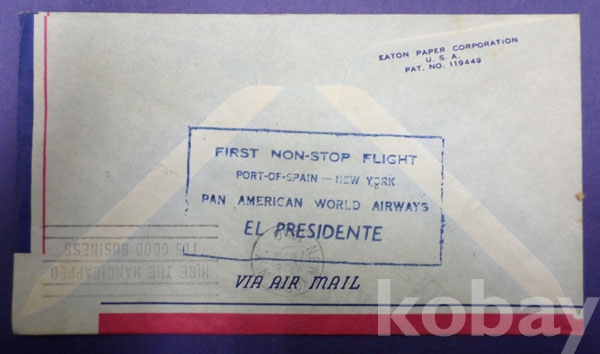 EATON PAPER CORPORATION
U. S. A.
PAT. NO. 119449
FIRST NON-STOP FLIGHT
PORT-OF-SPAIN — NEW YORK
PAN AMERICAN WORLD AIRWAYS
EL PRESIDENTE
HIRE THE HANDICAPPED
ITS GOOD BUSINESS
VIA AIR MAIL
kobay